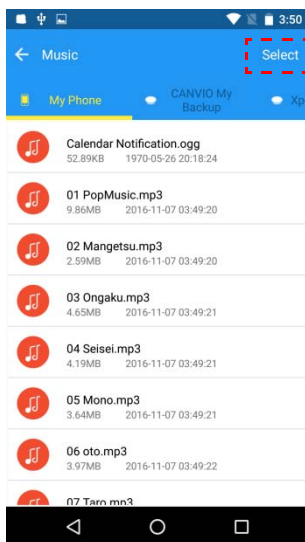 3:50
Music
Select
My Phone
CANVIO My
Backup
Xp
Calendar Notification.ogg
52.89KB 1970-05-26 20:18:24
01 PopMusic.mp3
9.86MB 2016-11-07 03:49:20
02 Mangetsu.mp3
2.59MB 2016-11-07 03:49:20
03 Ongaku.mp3
4.65MB 2016-11-07 03:49:21
04 Seisei.mp3
4.19MB 2016-11-07 03:49:21
05 Mono.mp3
3.64MB 2016-11-07 03:49:21
06 oto.mp3
3.97MB 2016-11-07 03:49:22
07 Taro.mp3